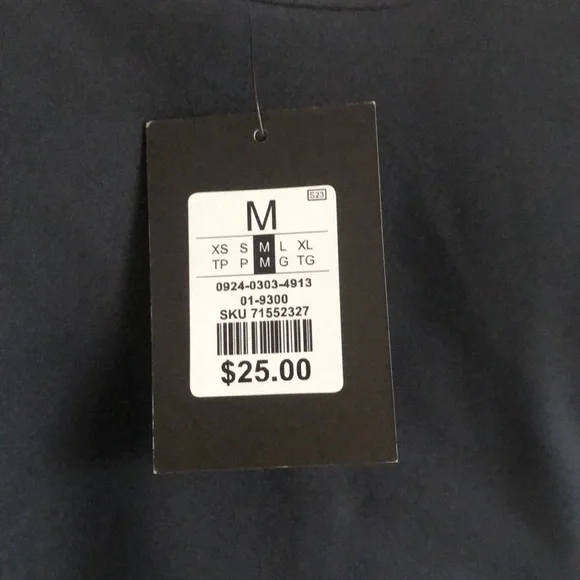 S23
M
XS S M L XL
TP P M G TG
0924-0303-4913
01-9300
SKU 71552327
$25.00